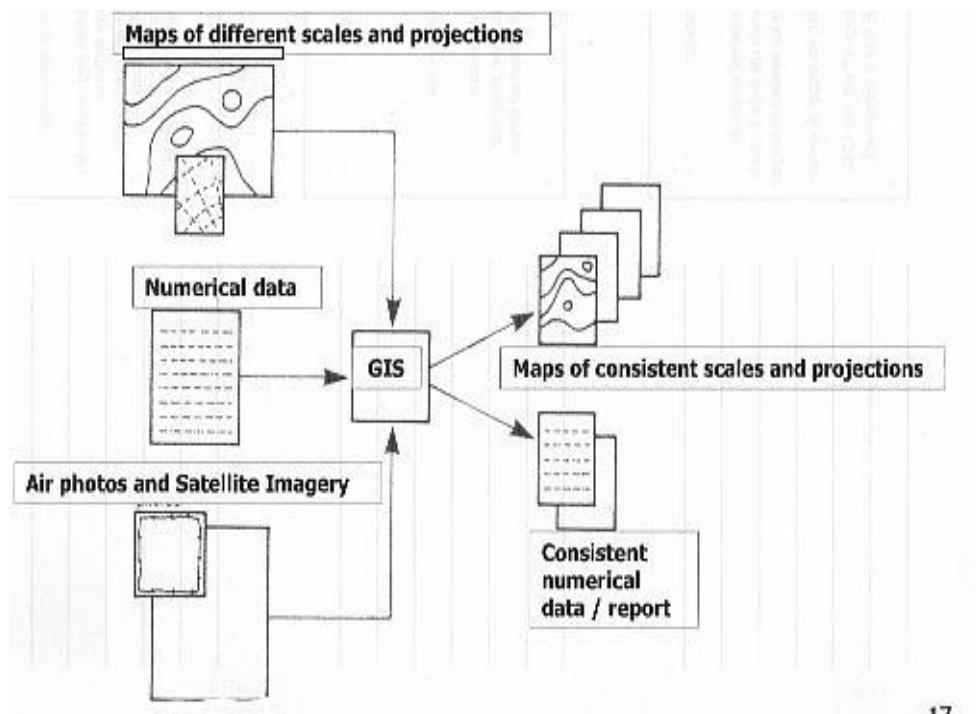 Maps of different scales and projections
Numerical data
GIS
Maps of consistent scales and projections
Air photos and Satellite Imagery
Consistent
numerical
data / report
17